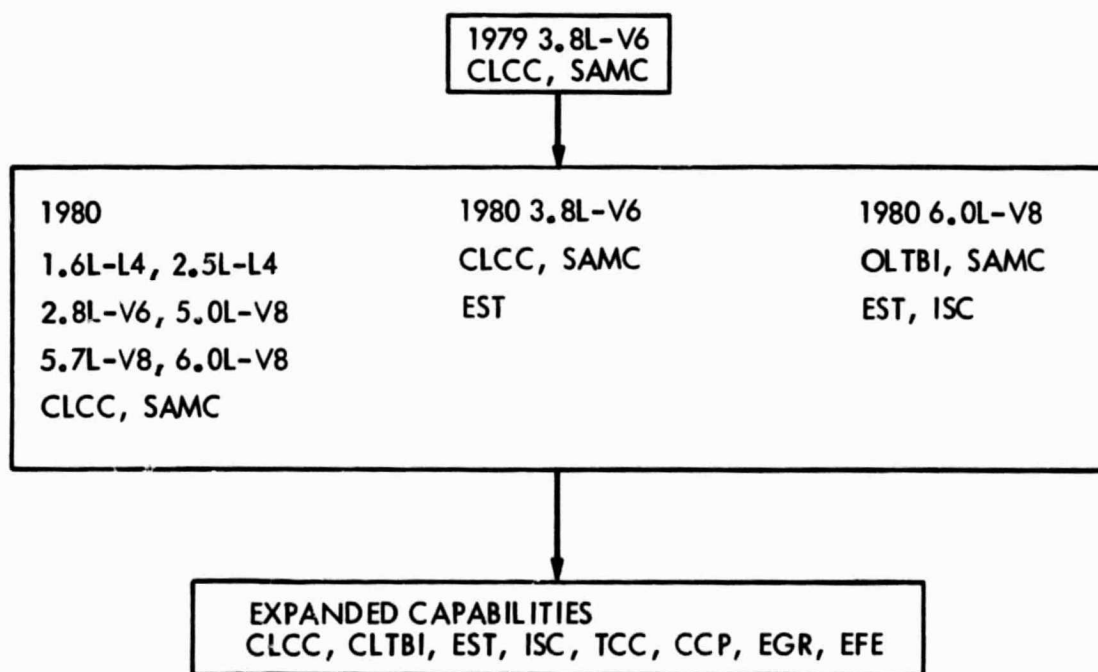 1979 3.8L-V6
CLCC, SAMC
1980
1.6L-L4, 2.5L-L4
2.8L-V6, 5.0L-V8
5.7L-V8, 6.0L-V8
CLCC, SAMC
1980 3.8L-V6
CLCC, SAMC
EST
1980 6.0L-V8
OLTBI, SAMC
EST, ISC
EXPANDED CAPABILITIES
CLCC, CLTBI, EST, ISC, TCC, CCP, EGR, EFE